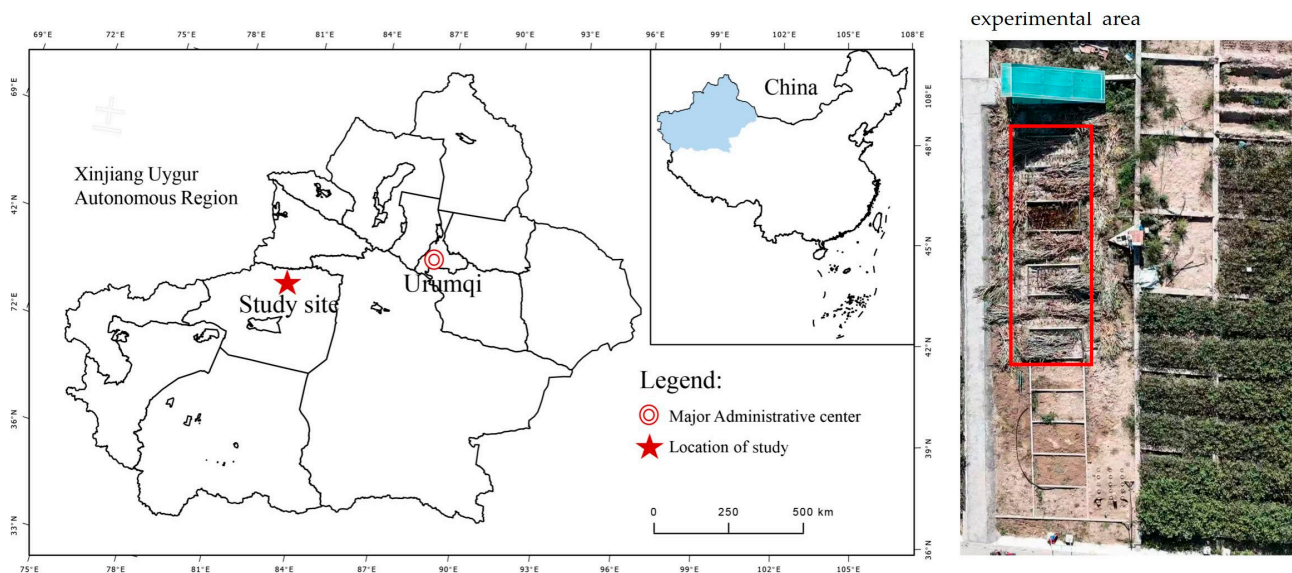 experimental area
69°E 72°E 75°E 78°E 81°E 84°E 87°E 90°E 93°E 96°E 99°E 102°E 105°E 108°E
69°E
42°N
72°E
36°N
33°N
Xinjiang Uygur
Autonomous Region
Study site
Urumqi
China
108°E
48°N
45°N
42°N
39°N
36°N
Legend:
Major Administrative center
Location of study
0 250 500 km
75°E 78°E 81°E 84°E 87°E 90°E 93°E 96°E 99°E 102°E 105°E